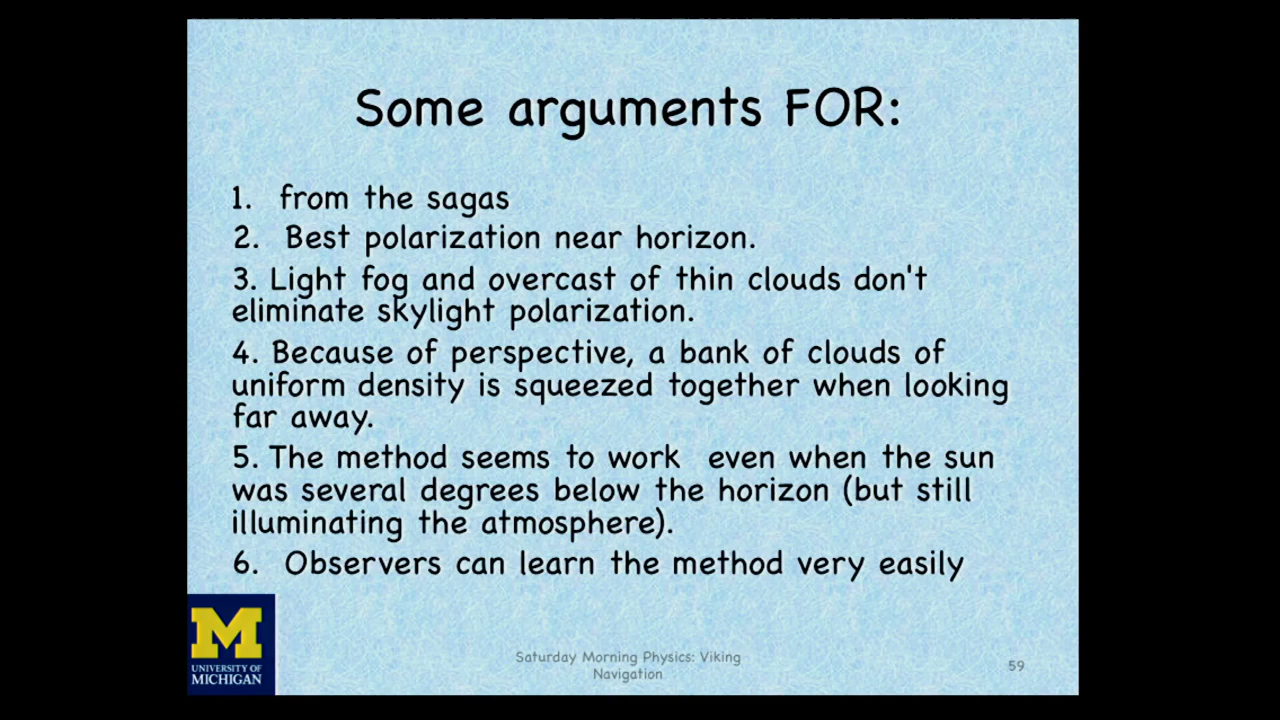 Some arguments FOR:
1. from the sagas
2. Best polarization near horizon.
3. Light fog and overcast of thin clouds don't
eliminate skylight polarization.
4. Because of perspective, a bank of clouds of
uniform density is squeezed together when looking
far away.
5. The method seems to work even when the sun
was several degrees below the horizon (but still
illuminating the atmosphere).
6. Observers can learn the method very easily
M
UNIVERSITY OF
MICHIGAN
Saturday Morning Physics: Viking
Navigation
59